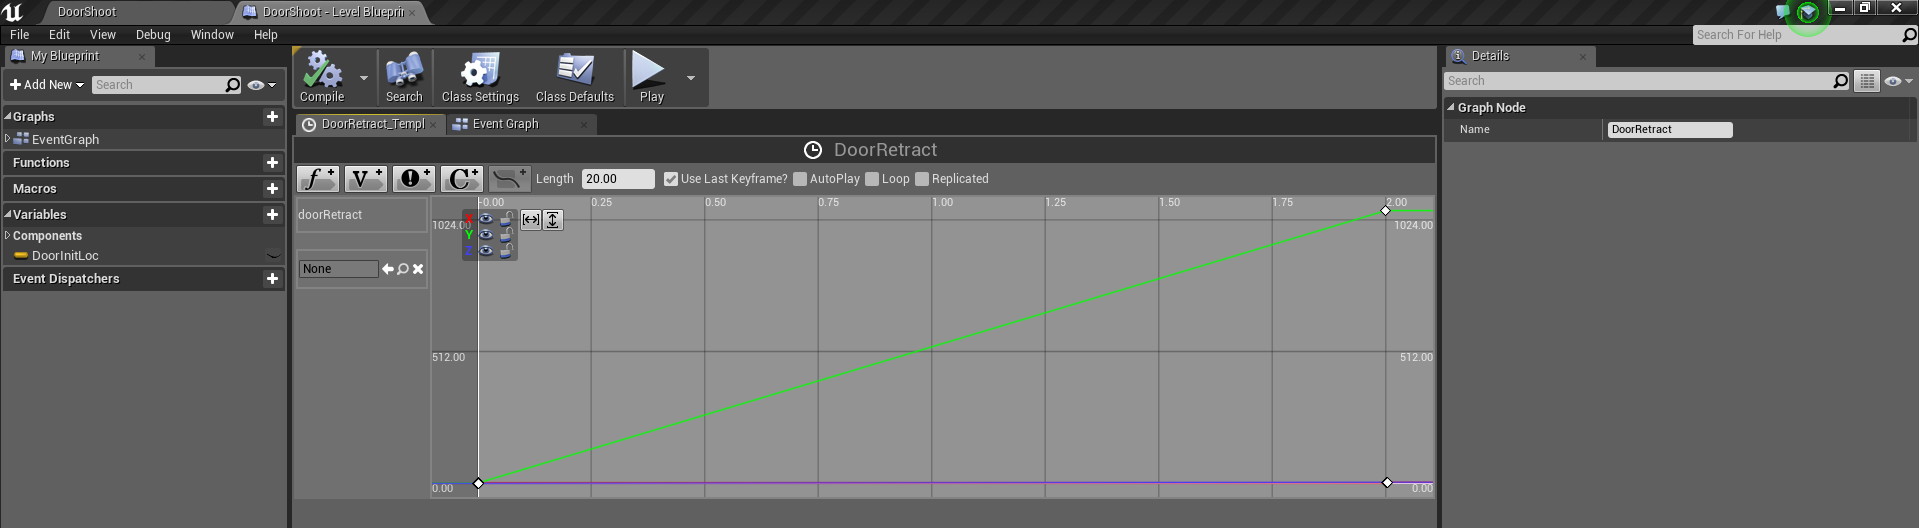 DoorShoot
DoorShoot - Level Blueprin
File Edit View Debug Window Help
Search For Help
My Blueprint
Add New Search
Graphs
EventGraph
Functions
Macros
Variables
Components
DoorInitLoc
Event Dispatchers
Compile Search Class Settings Class Defaults Play
DoorRetract_Templ Event Graph
DoorRetract
f V C Length 20.00 Use Last Keyframe? AutoPlay Loop Replicated
doorRetract
None
-0.00 0.25 0.50 0.75 1.00 1.25 1.50 1.75 2.00
X
1024.00 1024.00
Y
Z
512.00 512.00
0.00 0.00
Details
Search
Graph Node
Name DoorRetract